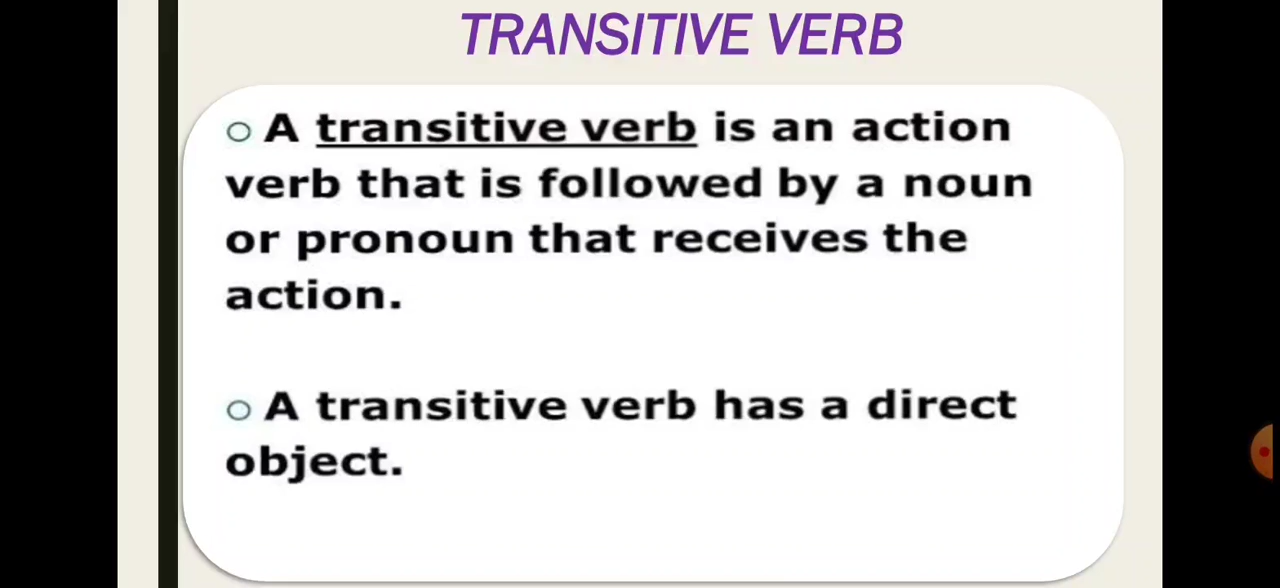 TRANSITIVE VERB
○ A transitive verb is an action
verb that is followed by a noun
or pronoun that receives the
action.
○ A transitive verb has a direct
object.